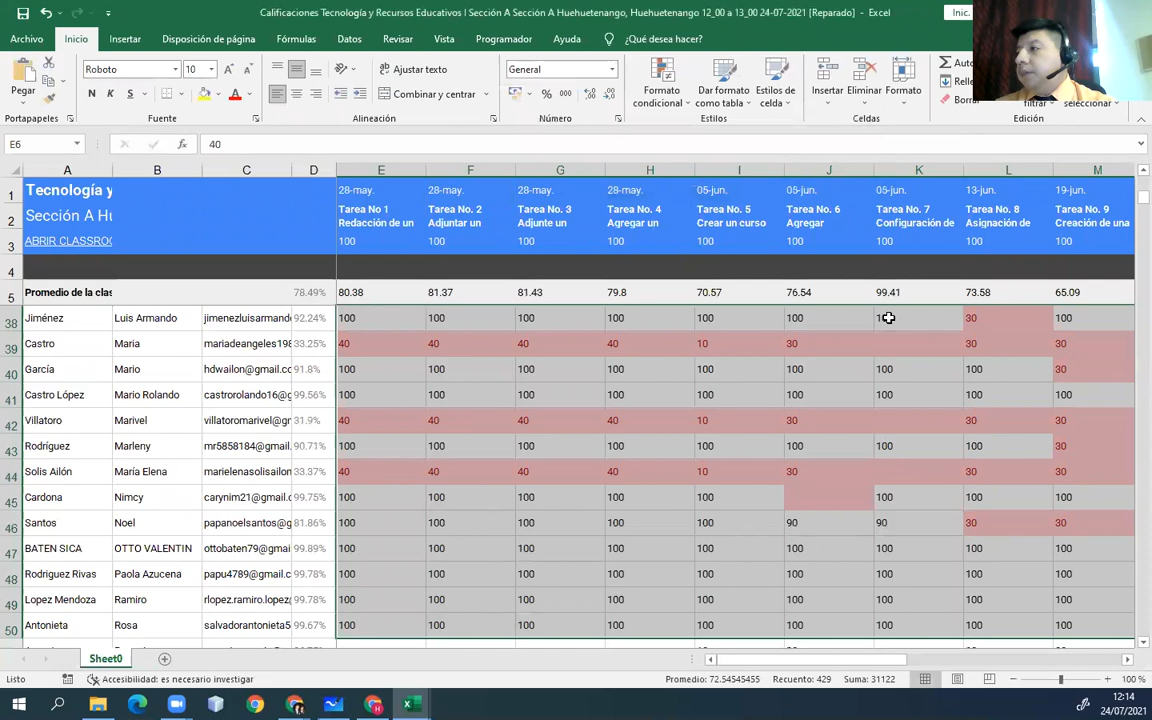 Calificaciones Tecnología y Recursos Educativos I Sección A Sección A Huehuetenango, Huehuetenango 12_00 a 13_00 24-07-2021 [Reparado] - Excel
Inic.
Archivo Inicio Insertar Disposición de página Fórmulas Datos Revisar Vista Programador Ayuda ¿Qué desea hacer?
Pegar
Roboto 10
N
Ajustar texto
Combinar y centrar
General
% 000
Formato condicional
Dar formato como tabla
Estilos de celda
Insertar
Eliminar
Formato
Borr
filtrar
seleccionar
Portapapeles Fuente Alineación Número Estilos Celdas Edición
E6 fx 40
A B C D E F G H I J K L M
1 Tecnología y 28-may. 28-may. 28-may. 28-may. 05-jun. 05-jun. 05-jun. 13-jun. 19-jun.
2 Sección A Hu Tarea No 1 Tarea No. 2 Tarea No. 3 Tarea No. 4 Tarea No. 5 Tarea No. 6 Tarea No. 7 Tarea No. 8 Tarea No. 9
Redacción de un Adjuntar un Adjunte un Agregar un Crear un curso Agregar Configuración de Asignación de Creación de una
3 ABRIR CLASSROC 100 100 100 100 100 100 100 100 100
4
5 Promedio de la clas 78.49% 80.38 81.37 81.43 79.8 70.57 76.54 99.41 73.58 65.09
38 Jiménez Luis Armando jimenezluisarmand 92.24% 100 100 100 100 100 100 30 100
39 Castro Maria mariadeangeles198 33.25% 40 40 40 40 10 30 30 30
40 García Mario hdwailon@gmail.cc 91.8% 100 100 100 100 100 100 100 100 30
41 Castro López Mario Rolando castrorolando16@g 99.56% 100 100 100 100 100 100 100 100 100
42 Villatoro Marivel villatoromarivel@gr 31.9% 40 40 40 40 10 30 30 30
43 Rodríguez Marleny mr5858184@gmail. 90.71% 100 100 100 100 100 100 100 100 30
44 Solis Ailón María Elena marielenasolisailon 33.37% 40 40 40 40 10 30 30 30
45 Cardona Nimcy carynim21@gmail.c 99.75% 100 100 100 100 100 100 100 100
46 Santos Noel papanoelsantos@g 81.86% 100 100 100 100 100 90 90 30 30
47 BATEN SICA OTTO VALENTIN ottobaten79@gmai 99.89% 100 100 100 100 100 100 100 100 100
48 Rodriguez Rivas Paola Azucena papu4789@gmail.c 99.78% 100 100 100 100 100 100 100 100 100
49 Lopez Mendoza Ramiro rlopez.ramiro.lopez 99.78% 100 100 100 100 100 100 100 100 100
50 Antonieta Rosa salvadorantonieta5 99.67% 100 100 100 100 100 100 100 100 100
Sheet0
Listo Accesibilidad: es necesario investigar Promedio: 72.54545455 Recuento: 429 Suma: 31122 100 %
12:14
24/07/2021